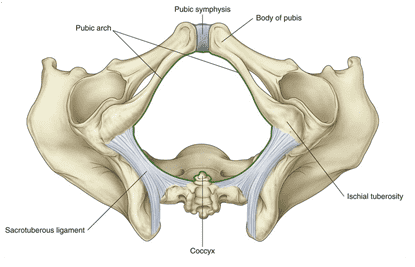 Pubic symphysis
Pubic arch
Body of pubis
Ischial tuberosity
Sacrotuberous ligament
Coccyx